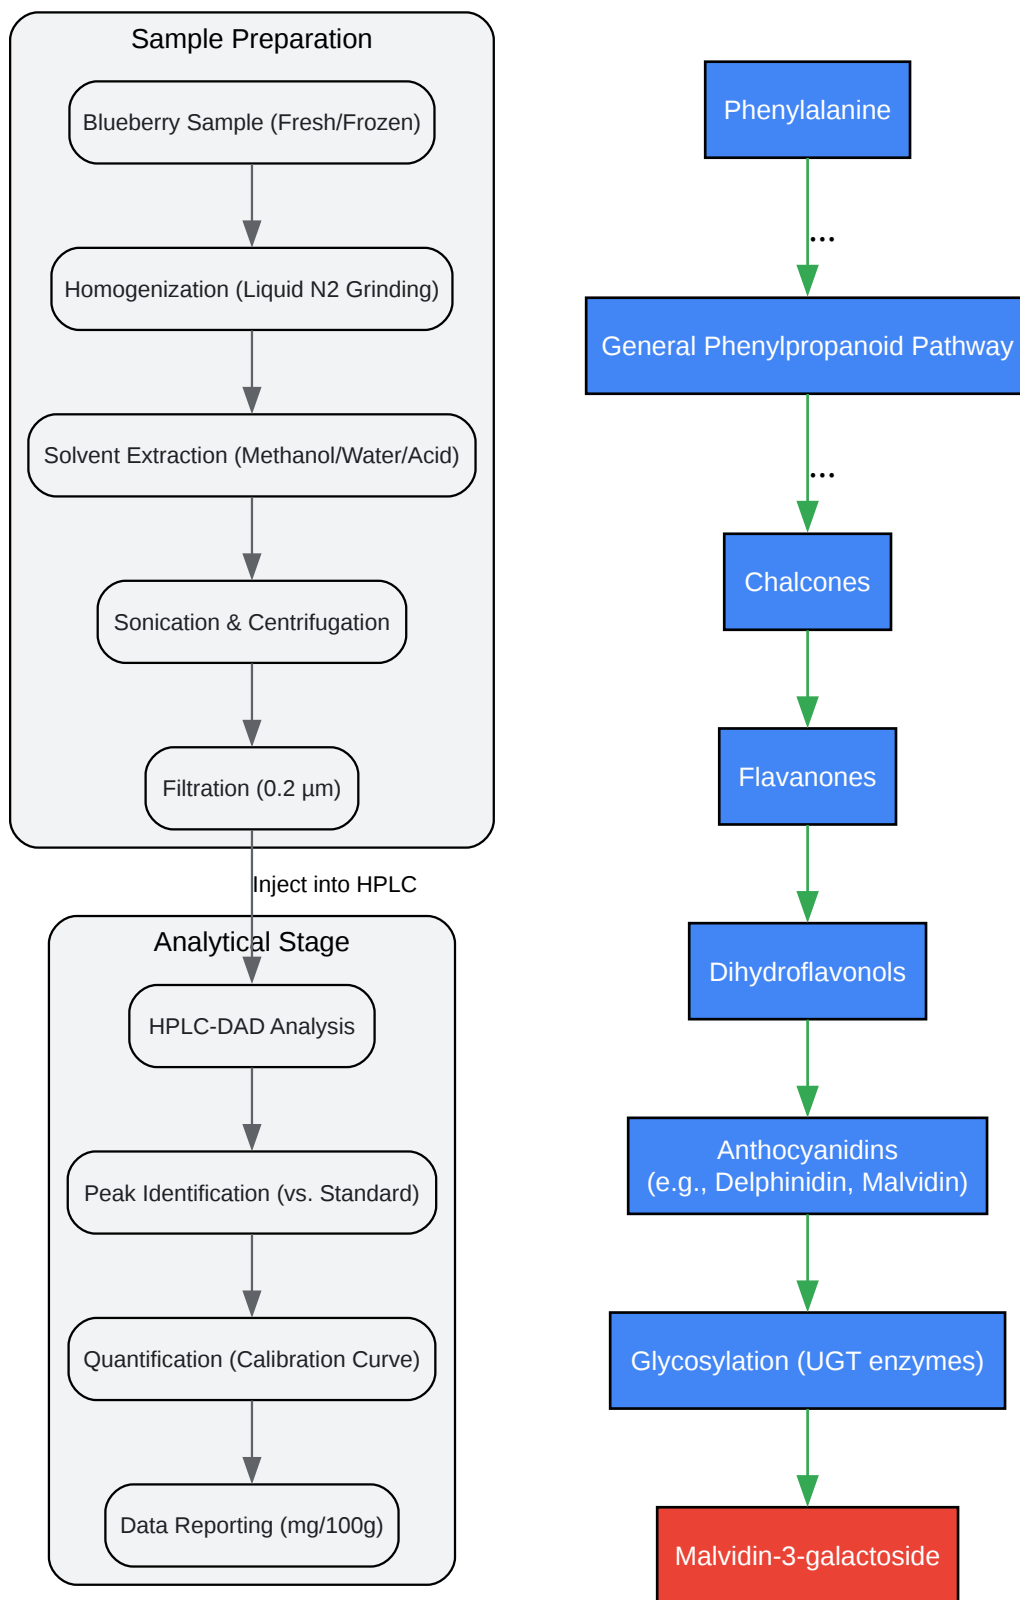 Sample Preparation
Blueberry Sample (Fresh/Frozen)
Homogenization (Liquid N2 Grinding)
Solvent Extraction (Methanol/Water/Acid)
Sonication & Centrifugation
Filtration (0.2 µm)
Inject into HPLC
Analytical Stage
HPLC-DAD Analysis
Peak Identification (vs. Standard)
Quantification (Calibration Curve)
Data Reporting (mg/100g)
Phenylalanine
...
General Phenylpropanoid Pathway
...
Chalcones
Flavanones
Dihydroflavonols
Anthocyanidins
(e.g., Delphinidin, Malvidin)
Glycosylation (UGT enzymes)
Malvidin-3-galactoside